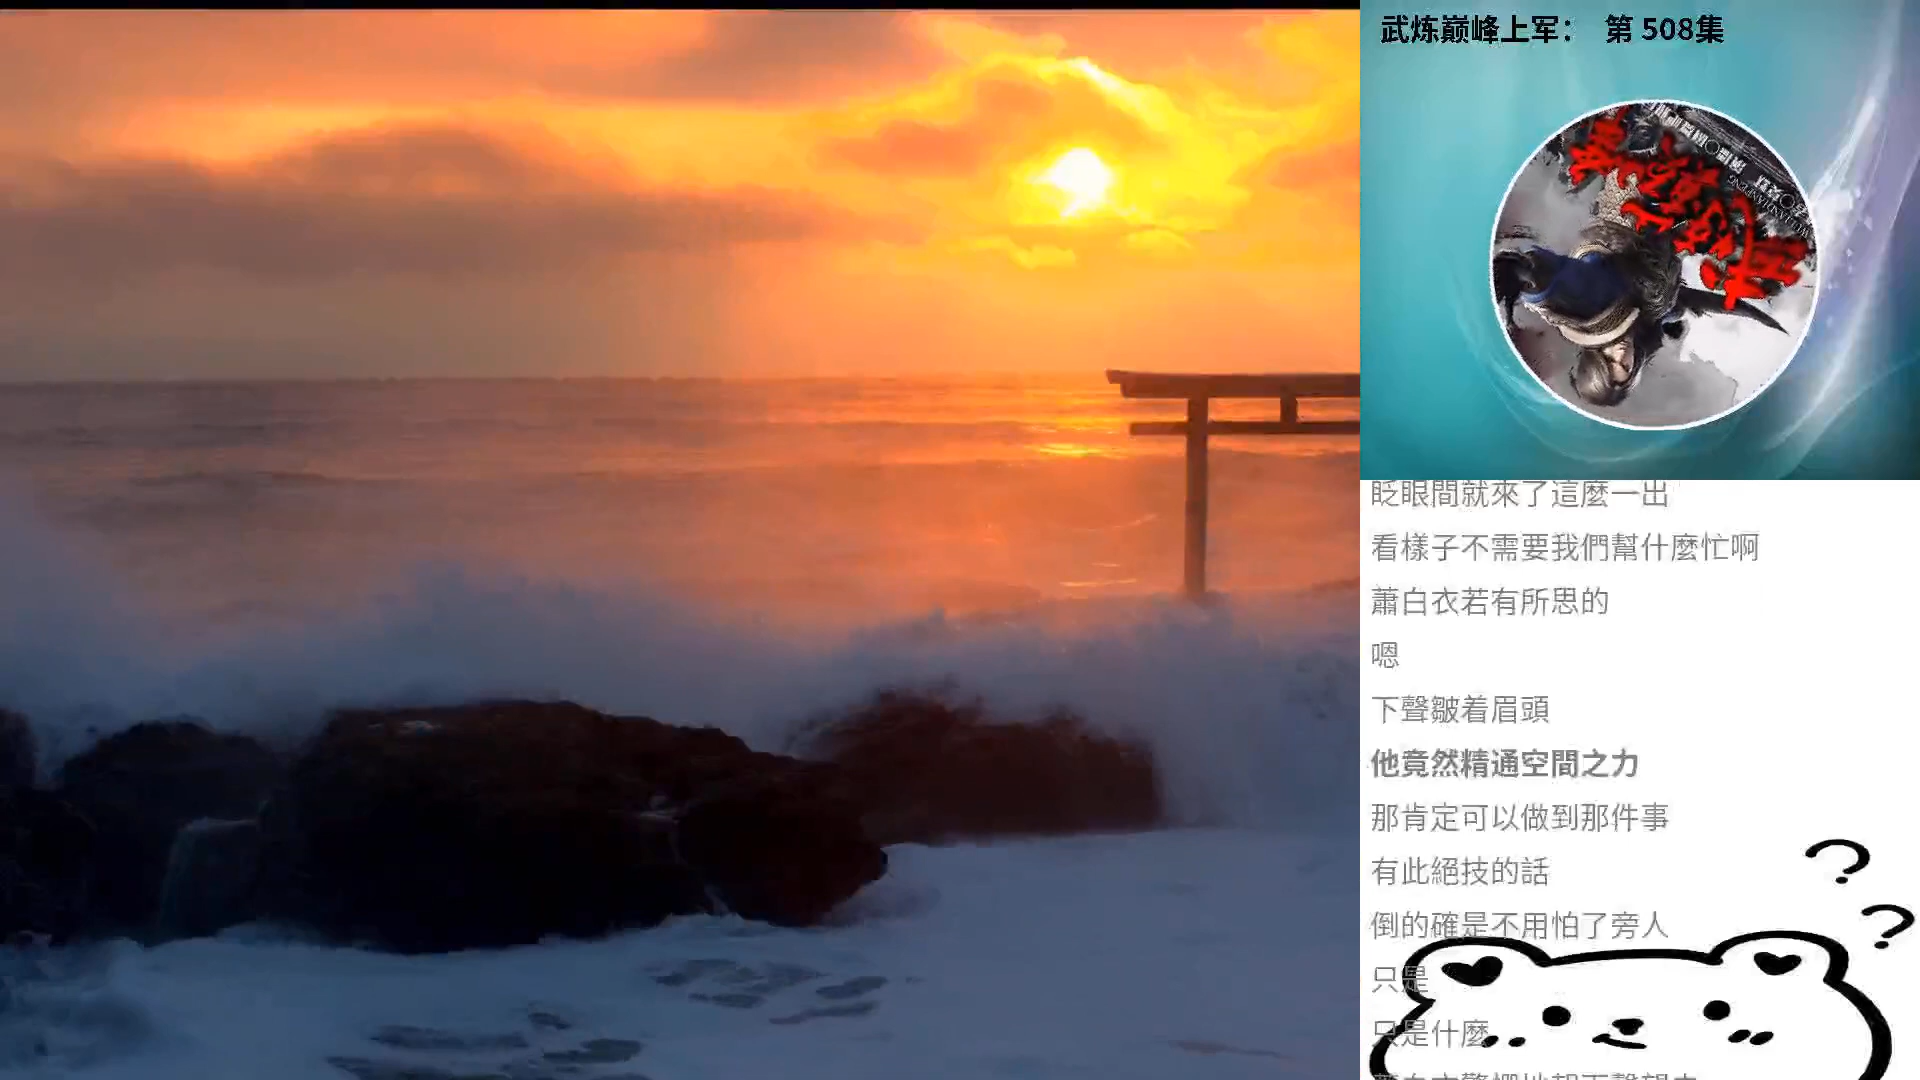 武炼巅峰上军： 第 508集
眨眼間就來了這麼一出
看樣子不需要我們幫什麼忙啊
蕭白衣若有所思的
嗯
下聲皺着眉頭
他竟然精通空間之力
那肯定可以做到那件事
有此絕技的話
倒的確是不用怕了旁人
只是
只是什麼
? ?